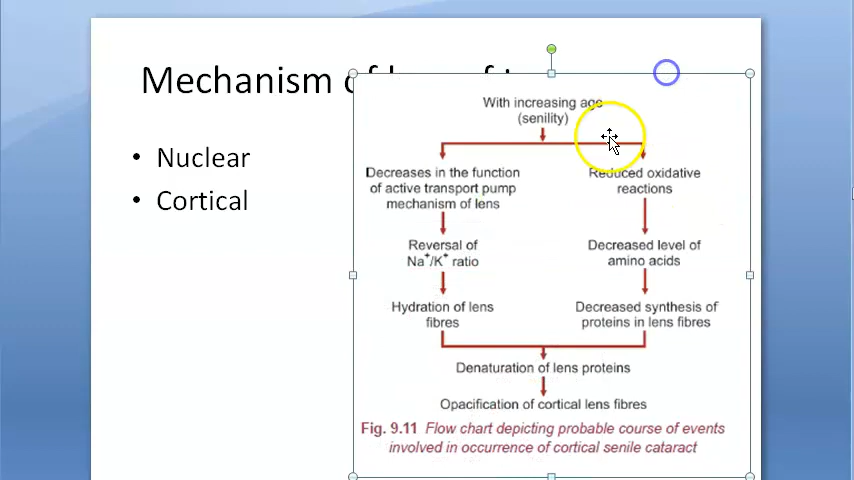 Mechanism of
• Nuclear
• Cortical
With increasing age
(senility)
Decreases in the function
of active transport pump
mechanism of lens
Reduced oxidative
reactions
Reversal of
Na⁺/K⁺ ratio
Decreased level of
amino acids
Hydration of lens
fibres
Decreased synthesis of
proteins in lens fibres
Denaturation of lens proteins
Opacification of cortical lens fibres
Fig. 9.11 Flow chart depicting probable course of events
involved in occurrence of cortical senile cataract